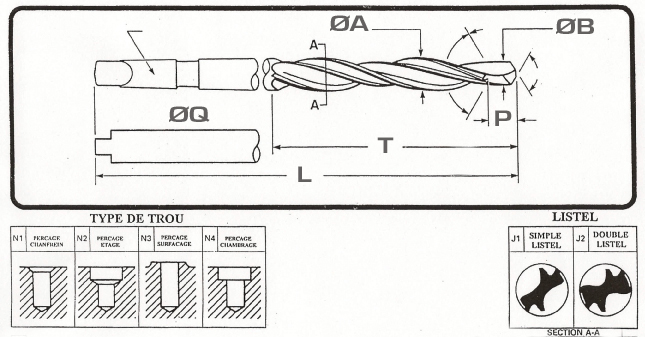 A
ØA
ØB
A
ØQ
P
T
L
TYPE DE TROU
N1 PERCAGE CHANFREIN
N2 PERCAGE ETAGE
N3 PERCAGE SURFACAGE
N4 PERCAGE CHAMBRAGE
LISTEL
J1 SIMPLE LISTEL
J2 DOUBLE LISTEL
SECTION A-A